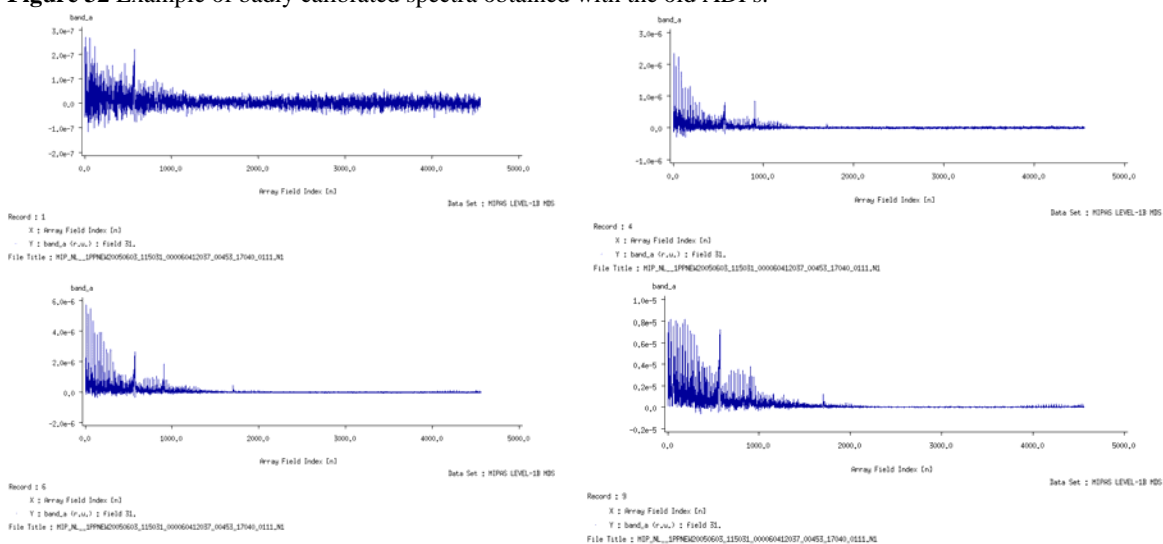 Figure 32 Example of badly calibrated spectra obtained with the old ADFs.
band_a
3.0e-7
2.0e-7
1.0e-7
0.0
-1.0e-7
-2.0e-7
0.0 1000.0 2000.0 3000.0 4000.0 5000.0
Array Field Index [n]
Data Set : MIPAS LEVEL-1B MDS
Record : 1
X : Array Field Index [n]
Y : band_a (r.u.) : Field 31.
File Title : MIP_NL__1PPNEW20050603_115031_000060412037_00453_17040_0111.N1
band_a
3.0e-6
2.0e-6
1.0e-6
0.0
-1.0e-6
0.0 1000.0 2000.0 3000.0 4000.0 5000.0
Array Field Index [n]
Data Set : MIPAS LEVEL-1B MDS
Record : 4
X : Array Field Index [n]
Y : band_a (r.u.) : Field 31.
File Title : MIP_NL__1PPNEW20050603_115031_000060412037_00453_17040_0111.N1
band_a
6.0e-6
4.0e-6
2.0e-6
0.0
-2.0e-6
0.0 1000.0 2000.0 3000.0 4000.0 5000.0
Array Field Index [n]
Data Set : MIPAS LEVEL-1B MDS
Record : 6
X : Array Field Index [n]
Y : band_a (r.u.) : Field 31.
File Title : MIP_NL__1PPNEW20050603_115031_000060412037_00453_17040_0111.N1
band_a
1.0e-5
0.8e-5
0.6e-5
0.4e-5
0.2e-5
0.0
-0.2e-5
0.0 1000.0 2000.0 3000.0 4000.0 5000.0
Array Field Index [n]
Data Set : MIPAS LEVEL-1B MDS
Record : 9
X : Array Field Index [n]
Y : band_a (r.u.) : Field 31.
File Title : MIP_NL__1PPNEW20050603_115031_000060412037_00453_17040_0111.N1